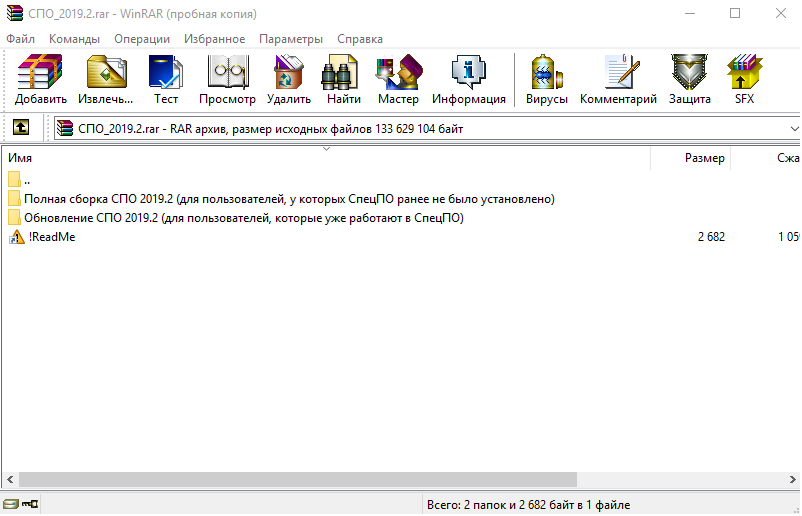 СПО_2019.2.rar - WinRAR (пробная копия)
Файл Команды Операции Избранное Параметры Справка
Добавить Извлечь... Тест Просмотр Удалить Найти Мастер Информация Вирусы Комментарий Защита SFX
СПО_2019.2.rar - RAR архив, размер исходных файлов 133 629 104 байт
Имя Размер Сжа
..
Полная сборка СПО 2019.2 (для пользователей, у которых СпецПО ранее не было установлено)
Обновление СПО 2019.2 (для пользователей, которые уже работают в СпецПО)
!ReadMe 2 682 1 059
Всего: 2 папок и 2 682 байт в 1 файле